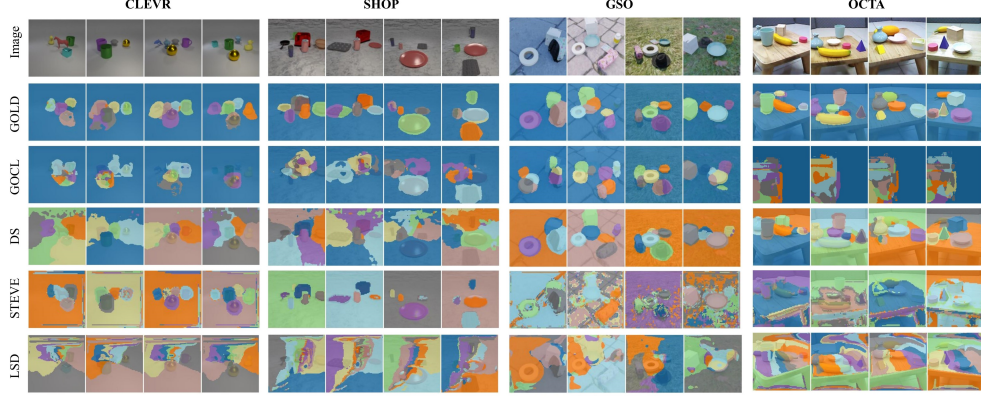 CLEVR SHOP GSO OCTA
Image
GOLD
GOCL
DS
STEVE
LSD